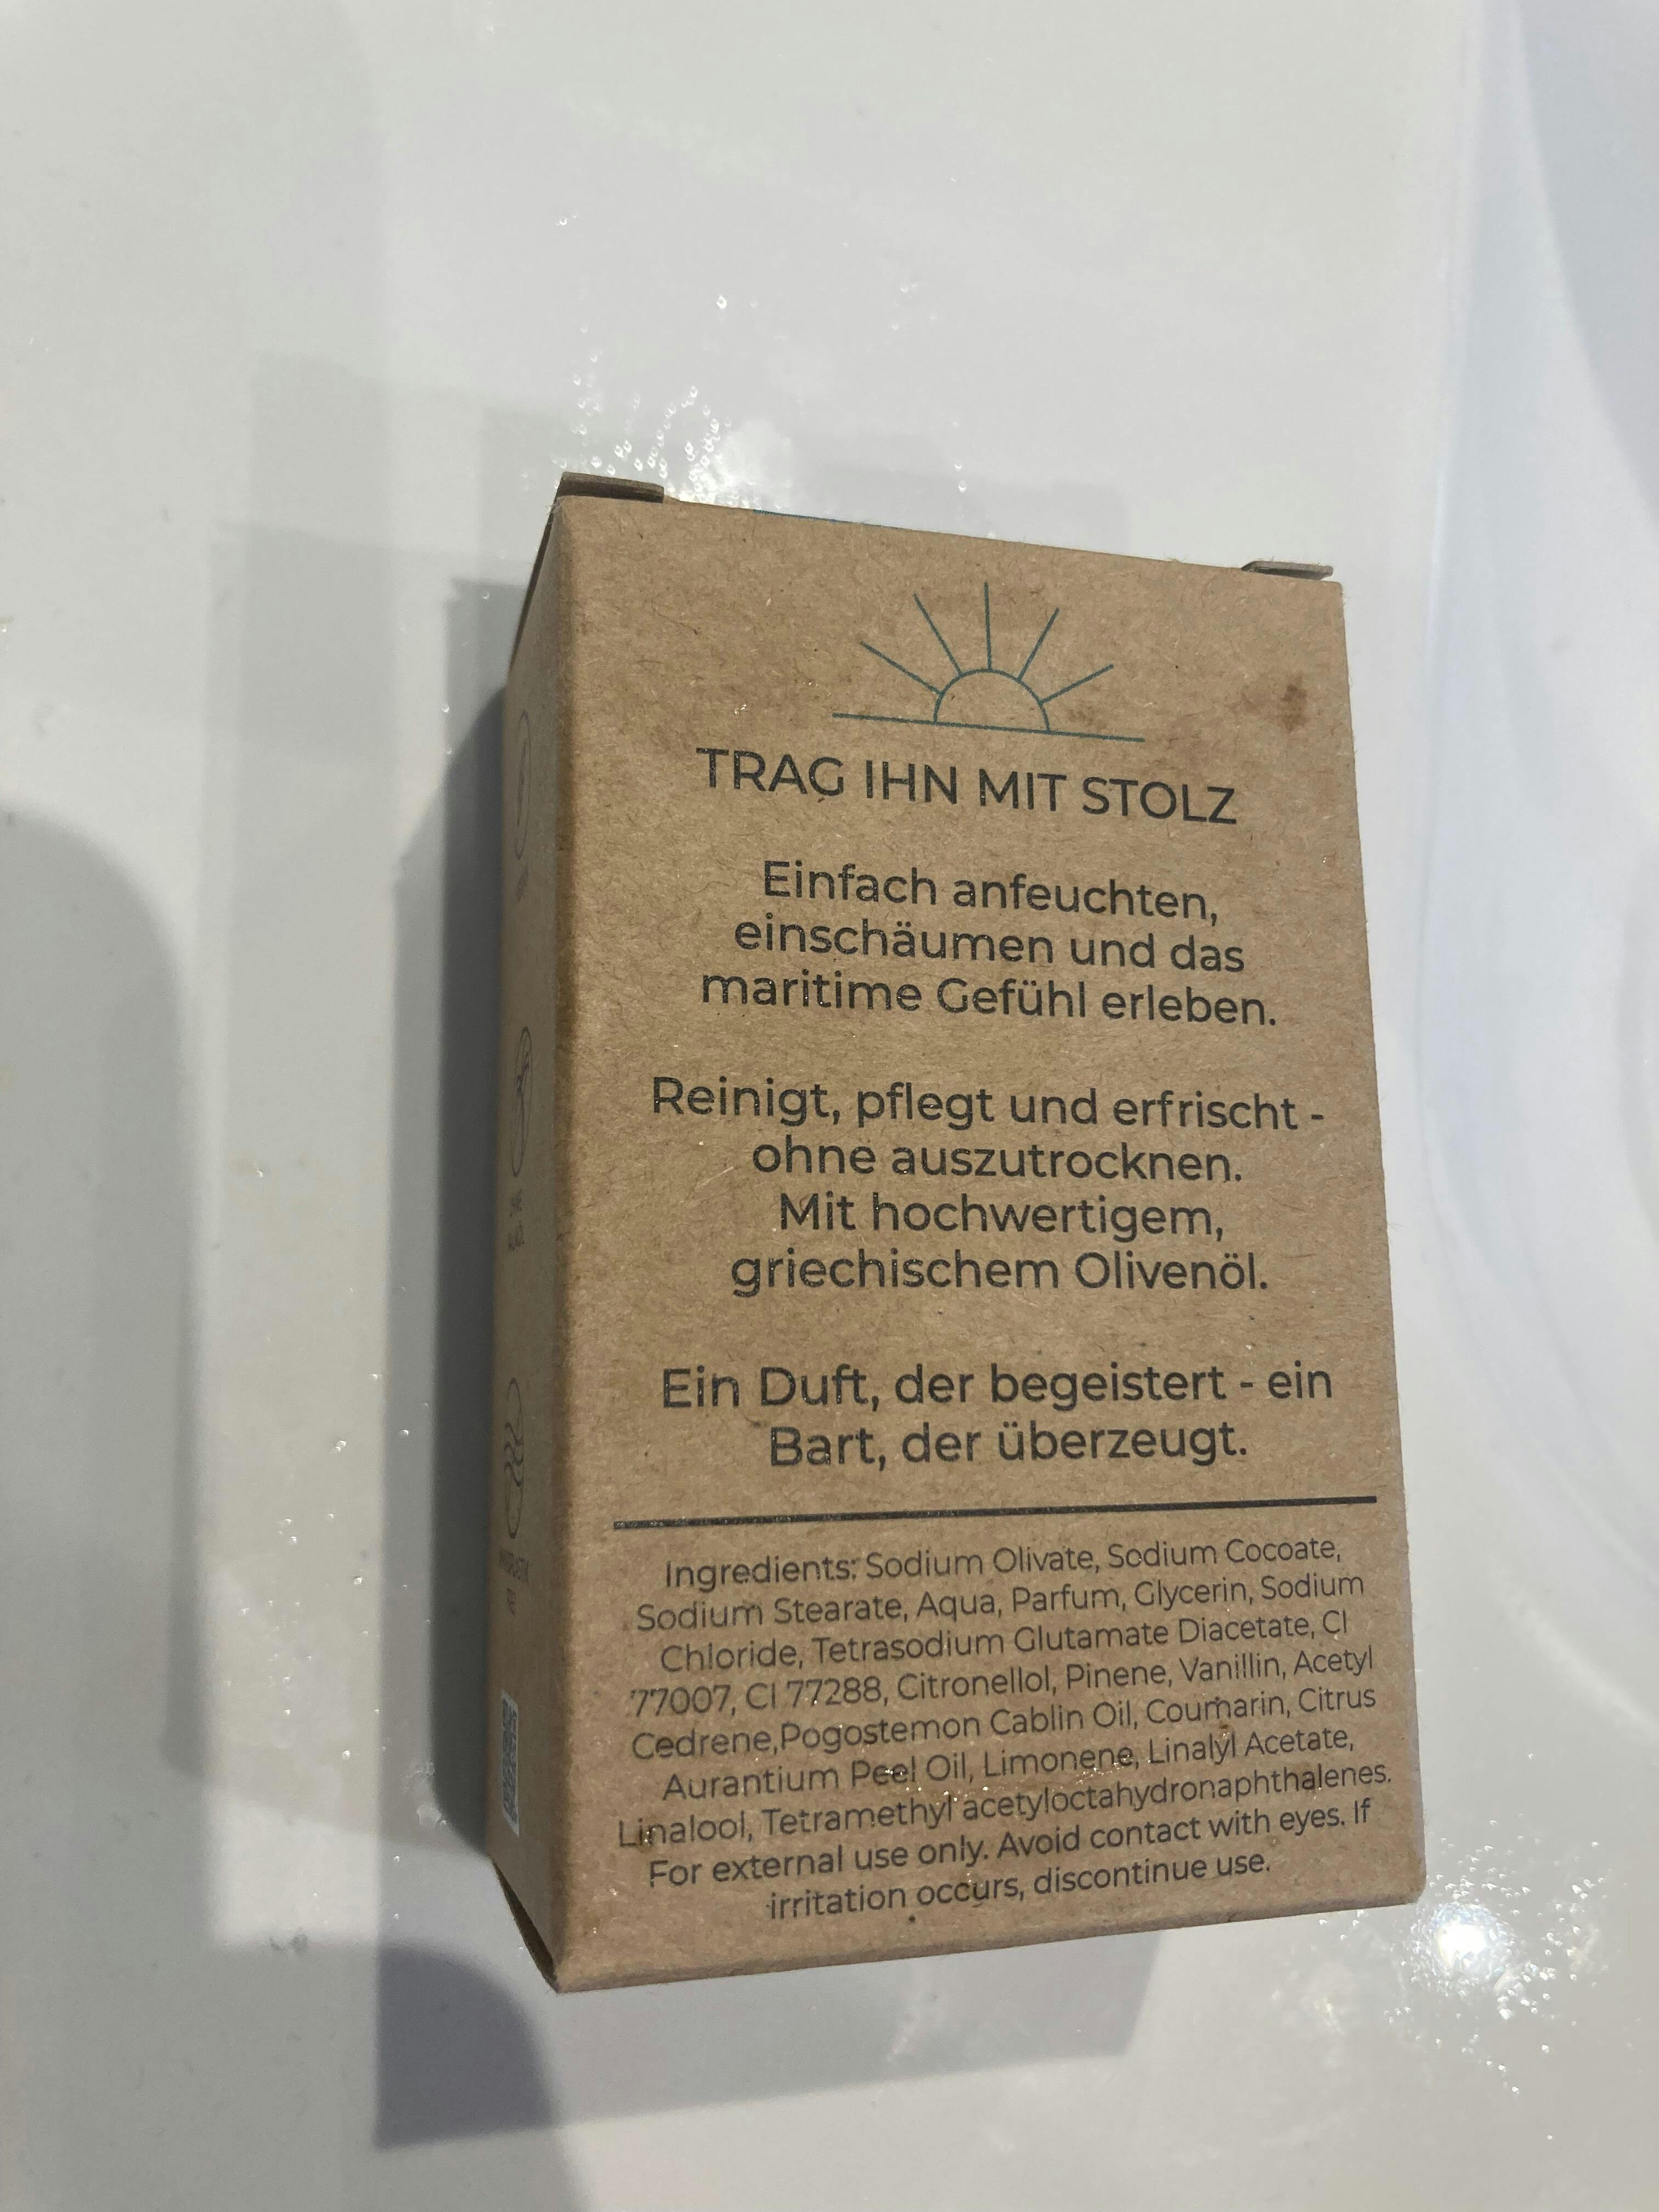 TRAG IHN MIT STOLZ
Einfach anfeuchten,
einschäumen und das
maritime Gefühl erleben.
Reinigt, pflegt und erfrischt -
ohne auszutrocknen.
Mit hochwertigem,
griechischem Olivenöl.
Ein Duft, der begeistert - ein
Bart, der überzeugt.
Ingredients: Sodium Olivate, Sodium Cocoate,
Sodium Stearate, Aqua, Parfum, Glycerin, Sodium
Chloride, Tetrasodium Glutamate Diacetate, CI
77007, CI 77288, Citronellol, Pinene, Vanillin, Acetyl
Cedrene,Pogostemon Cablin Oil, Coumarin, Citrus
Aurantium Peel Oil, Limonene, Linalyl Acetate,
Linalool, Tetramethyl acetyloctahydronaphthalenes.
For external use only. Avoid contact with eyes. If
irritation occurs, discontinue use.